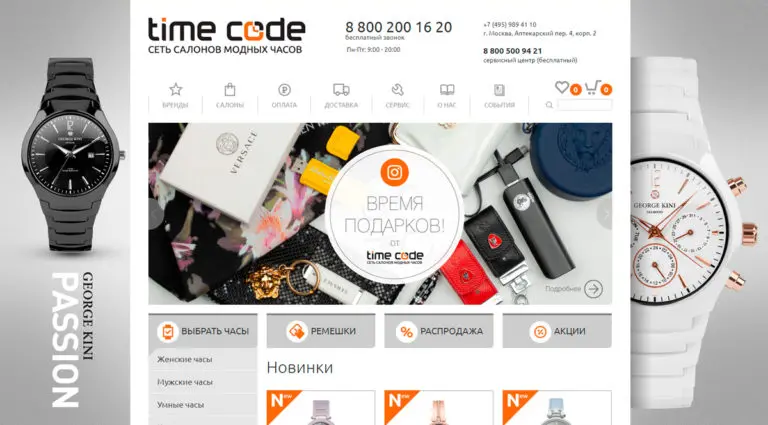 time code
СЕТЬ САЛОНОВ МОДНЫХ ЧАСОВ
8 800 200 16 20
бесплатный звонок
Пн-Пт: 9:00 - 20:00
+7 (495) 989 41 10
г. Москва, Аптекарский пер. 4, корп. 2
8 800 500 94 21
сервисный центр (бесплатный)
0
0
БРЕНДЫ
САЛОНЫ
ОПЛАТА
ДОСТАВКА
СЕРВИС
О НАС
СОБЫТИЯ
VERSACE
ВРЕМЯ
ПОДАРКОВ!
ОТ
time code
СЕТЬ САЛОНОВ МОДНЫХ ЧАСОВ
Подробнее
GEORGE KINI
GEORGE KINI
GEORGE KINI
PASSION
ВЫБРАТЬ ЧАСЫ
РЕМЕШКИ
РАСПРОДАЖА
АКЦИИ
Женские часы
Мужские часы
Умные часы
Новинки
New
New
New